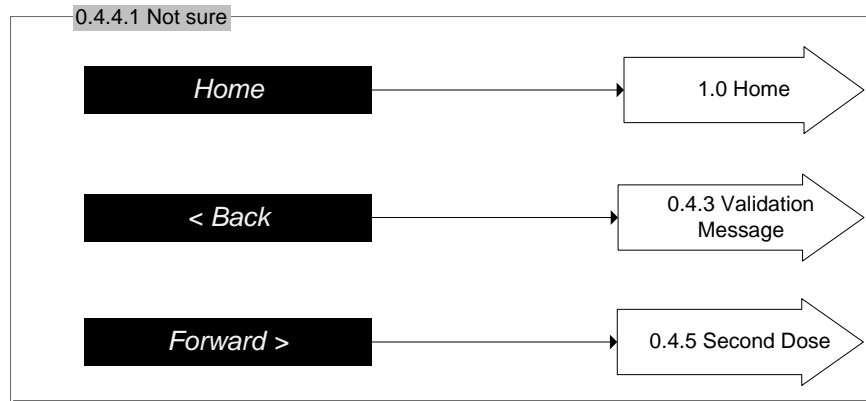 0.4.4.1 Not sure
Home
1.0 Home
< Back
0.4.3 Validation
Message
Forward >
0.4.5 Second Dose